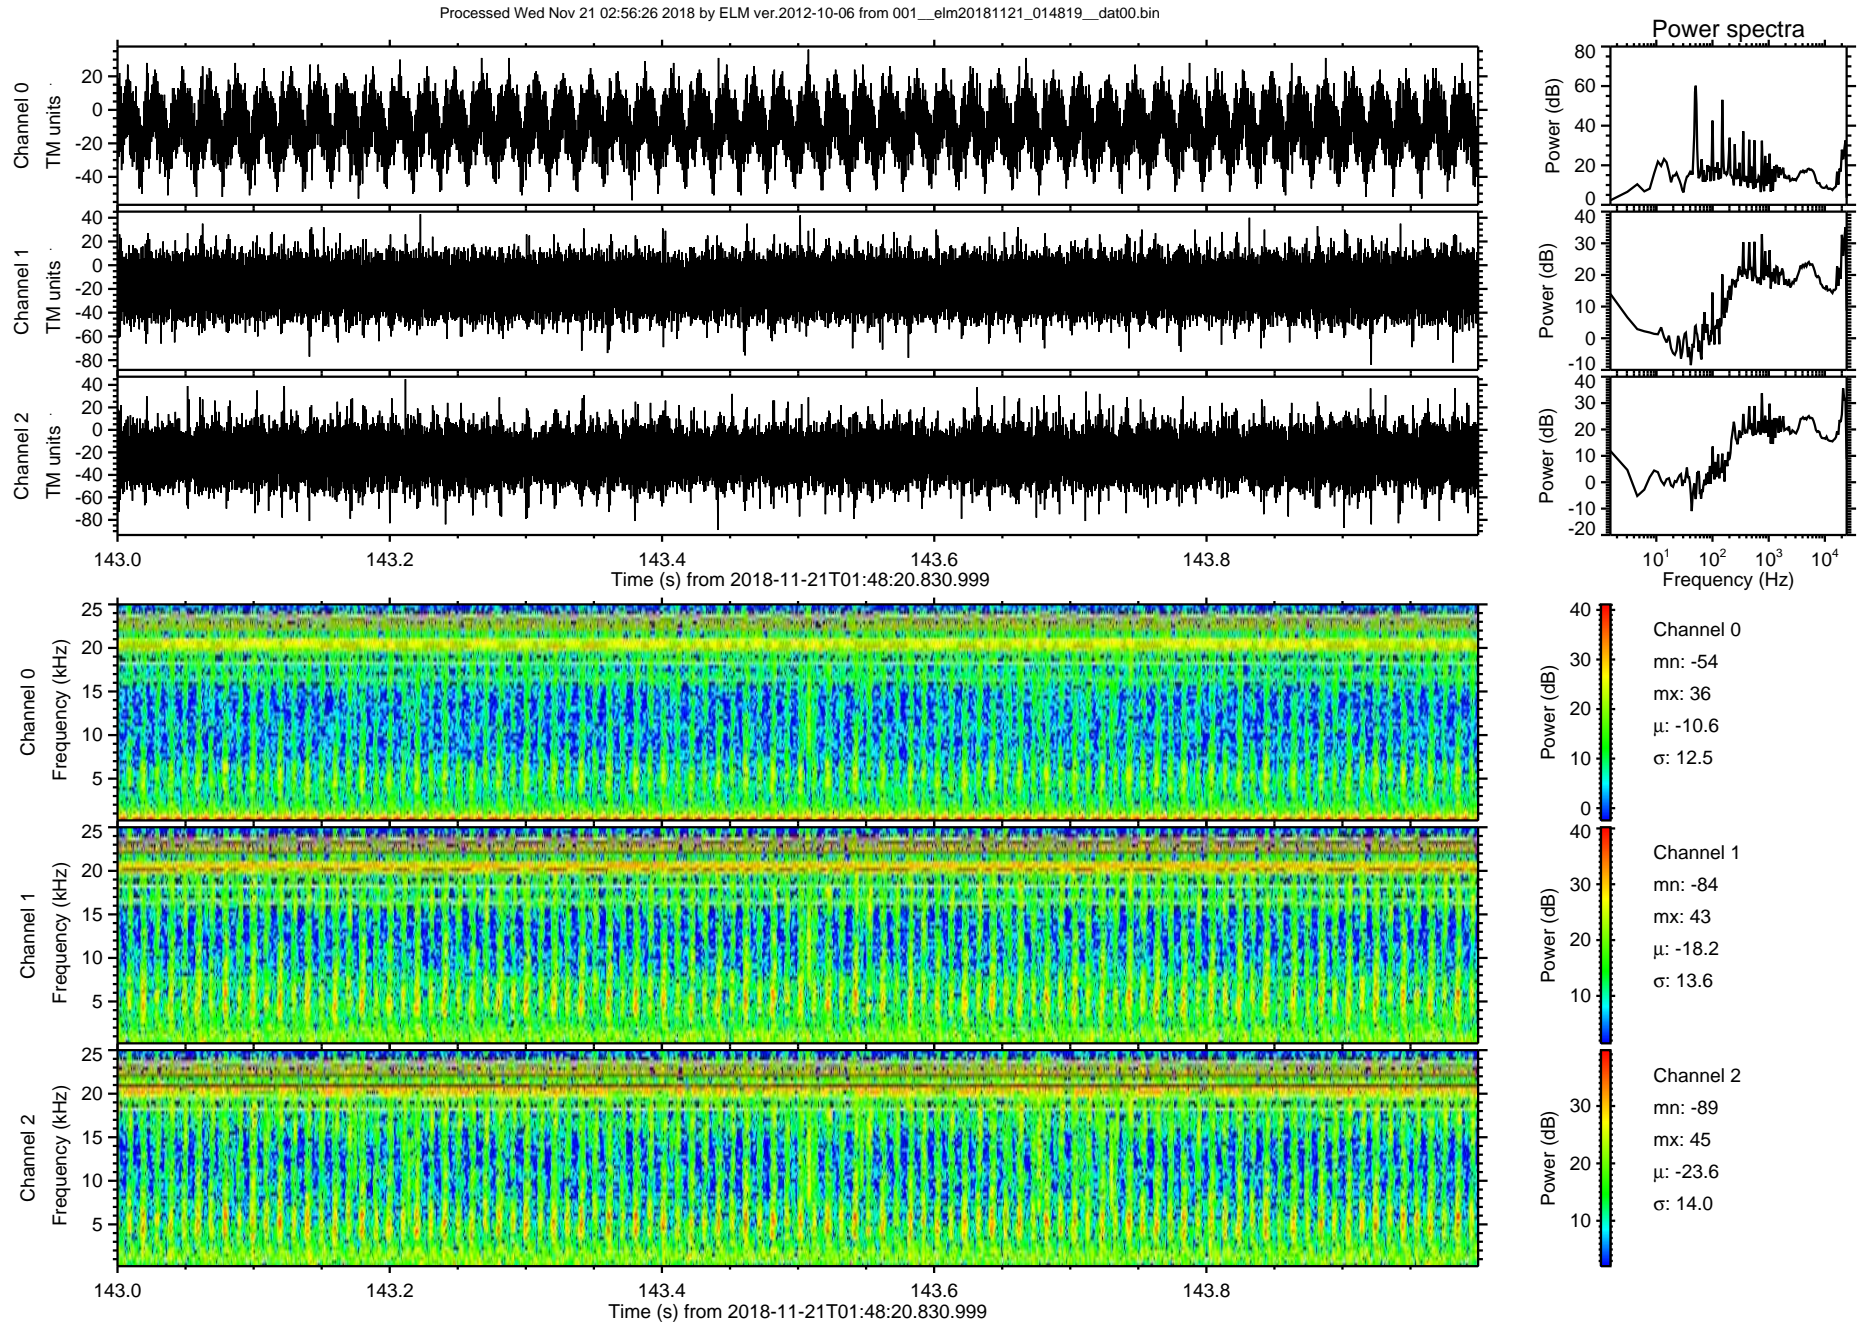 Processed Wed Nov 21 02:56:26 2018 by ELM ver.2012-10-06 from 001__elm20181121_014819__dat00.bin
Power spectra
Channel 0
TM units
20
0
-20
-40
Power (dB)
80
60
40
20
0
Channel 1
TM units
40
20
0
-20
-40
-60
-80
Power (dB)
40
30
20
10
0
-10
Channel 2
TM units
40
20
0
-20
-40
-60
-80
Power (dB)
40
30
20
10
0
-10
-20
143.0 143.2 143.4 143.6 143.8
Time (s) from 2018-11-21T01:48:20.830.999
10¹ 10² 10³ 10⁴
Frequency (Hz)
Channel 0
Frequency (kHz)
25
20
15
10
5
Power (dB)
40
30
20
10
0
Channel 0
mn: -54
mx: 36
μ: -10.6
σ: 12.5
Channel 1
Frequency (kHz)
25
20
15
10
5
Power (dB)
40
30
20
10
Channel 1
mn: -84
mx: 43
μ: -18.2
σ: 13.6
Channel 2
Frequency (kHz)
25
20
15
10
5
Power (dB)
30
20
10
Channel 2
mn: -89
mx: 45
μ: -23.6
σ: 14.0
143.0 143.2 143.4 143.6 143.8
Time (s) from 2018-11-21T01:48:20.830.999